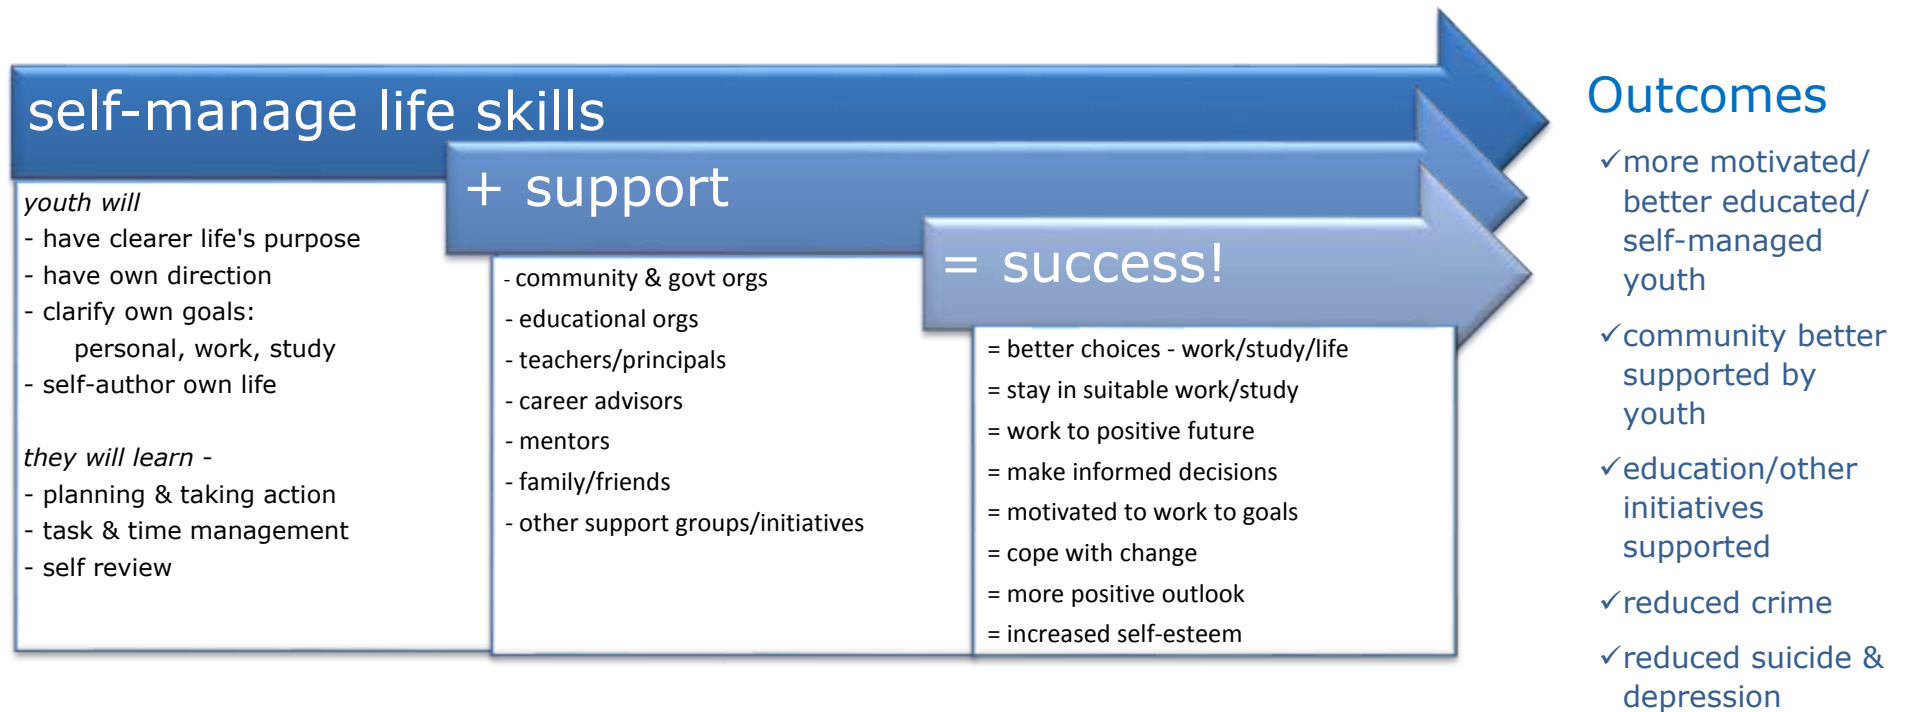 self-manage life skills
youth will
- have clearer life's purpose
- have own direction
- clarify own goals:
personal, work, study
- self-author own life
they will learn -
- planning & taking action
- task & time management
- self review
+ support
- community & govt orgs
- educational orgs
- teachers/principals
- career advisors
- mentors
- family/friends
- other support groups/initiatives
= success!
= better choices - work/study/life
= stay in suitable work/study
= work to positive future
= make informed decisions
= motivated to work to goals
= cope with change
= more positive outlook
= increased self-esteem
Outcomes
✓more motivated/
better educated/
self-managed
youth
✓community better
supported by
youth
✓education/other
initiatives
supported
✓reduced crime
✓reduced suicide &
depression